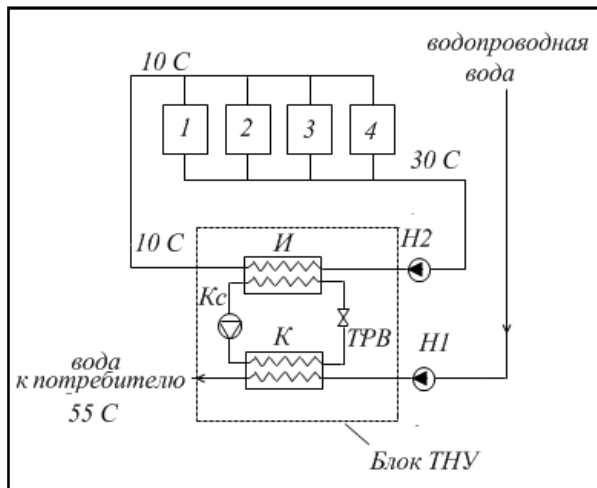 10 С
водопроводная
вода
1
2
3
4
30 С
10 С
И
Н2
Кс
ТРВ
К
Н1
вода
к потребителю
55 С
Блок ТНУ